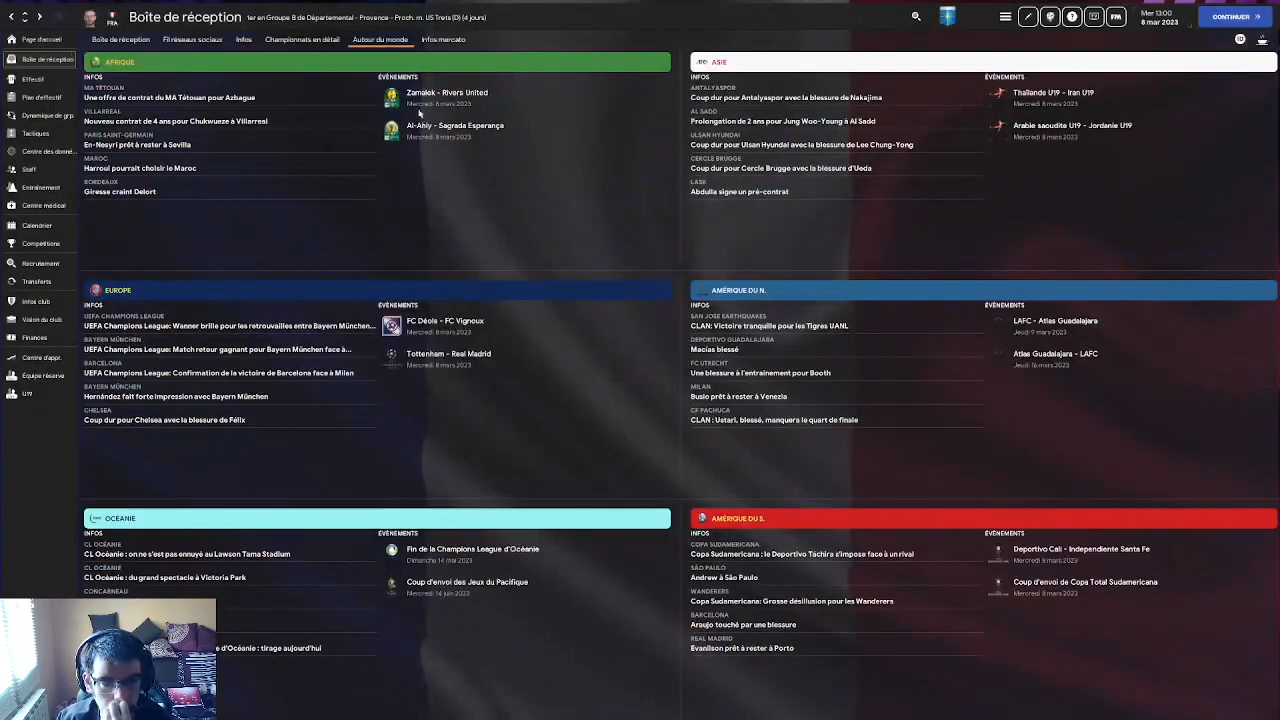 Boîte de réception
1er en Groupe B de Départemental - Provence - Proch. m. US Trets (D) (4 jours)
FRA
FM
Mer 13:00
8 mar 2023
CONTINUER
Page d'accueil
Boîte de réception
Infos
Fil réseaux sociaux
Championnats en détail
Autour du monde
Infos mercato
Boîte de réception
Effectif
Plan d'effectif
Dynamique de grp.
Tactiques
Centre des donné...
Staff
Entraînement
Centre médical
Calendrier
Compétitions
Recrutement
Transferts
Infos club
Vision du club
Finances
Centre d'appr.
Équipe réserve
U19
AFRIQUE
INFOS
MA TÉTOUAN
Une offre de contrat du MA Tétouan pour Azbague
VILLARREAL
Nouveau contrat de 4 ans pour Chukwueze à Villarreal
PARIS SAINT-GERMAIN
En-Nesyri prêt à rester à Sevilla
MAROC
Harroui pourrait choisir le Maroc
BORDEAUX
Giresse craint Delort
ÉVÈNEMENTS
Zamalek - Rivers United
Mercredi 8 mars 2023
Al-Ahly - Sagrada Esperança
Mercredi 8 mars 2023
ASIE
INFOS
ANTALYASPOR
Coup dur pour Antalyaspor avec la blessure de Nakajima
AL SADD
Prolongation de 2 ans pour Jung Woo-Young à Al Sadd
ULSAN HYUNDAI
Coup dur pour Ulsan Hyundai avec la blessure de Lee Chung-Yong
CERCLE BRUGGE
Coup dur pour Cercle Brugge avec la blessure d'Ueda
LASK
Abdulla signe un pré-contrat
ÉVÈNEMENTS
Thaïlande U19 - Iran U19
Mercredi 8 mars 2023
Arabie saoudite U19 - Jordanie U19
Mercredi 8 mars 2023
EUROPE
INFOS
UEFA CHAMPIONS LEAGUE
UEFA Champions League: Wanner brille pour les retrouvailles entre Bayern München...
BAYERN MÜNCHEN
UEFA Champions League: Match retour gagnant pour Bayern München face à...
BARCELONA
UEFA Champions League: Confirmation de la victoire de Barcelona face à Milan
BAYERN MÜNCHEN
Hernández fait forte impression avec Bayern München
CHELSEA
Coup dur pour Chelsea avec la blessure de Félix
ÉVÈNEMENTS
FC Déols - FC Vignoux
Mercredi 8 mars 2023
Tottenham - Real Madrid
Mercredi 8 mars 2023
AMÉRIQUE DU N.
INFOS
SAN JOSE EARTHQUAKES
CLAN: Victoire tranquille pour les Tigres UANL
DEPORTIVO GUADALAJARA
Macías blessé
FC UTRECHT
Une blessure à l'entraînement pour Booth
MILAN
Busio prêt à rester à Venezia
CF PACHUCA
CLAN : Ustari, blessé, manquera le quart de finale
ÉVÈNEMENTS
LAFC - Atlas Guadalajara
Jeudi 9 mars 2023
Atlas Guadalajara - LAFC
Jeudi 16 mars 2023
OCÉANIE
INFOS
CL OCÉANIE
CL Océanie : on ne s'est pas ennuyé au Lawson Tama Stadium
CL OCÉANIE
CL Océanie : du grand spectacle à Victoria Park
CONCARNEAU
e d'Océanie : tirage aujourd'hui
ÉVÈNEMENTS
Fin de la Champions League d'Océanie
Dimanche 14 mai 2023
Coup d'envoi des Jeux du Pacifique
Mercredi 14 juin 2023
AMÉRIQUE DU S.
INFOS
COPA SUDAMERICANA
Copa Sudamericana : le Deportivo Táchira s'impose face à un rival
SÃO PAULO
Andrew à São Paulo
WANDERERS
Copa Sudamericana: Grosse désillusion pour les Wanderers
BARCELONA
Araujo touché par une blessure
REAL MADRID
Evanilson prêt à rester à Porto
ÉVÈNEMENTS
Deportivo Cali - Independiente Santa Fe
Mercredi 8 mars 2023
Coup d'envoi de Copa Total Sudamericana
Mercredi 8 mars 2023